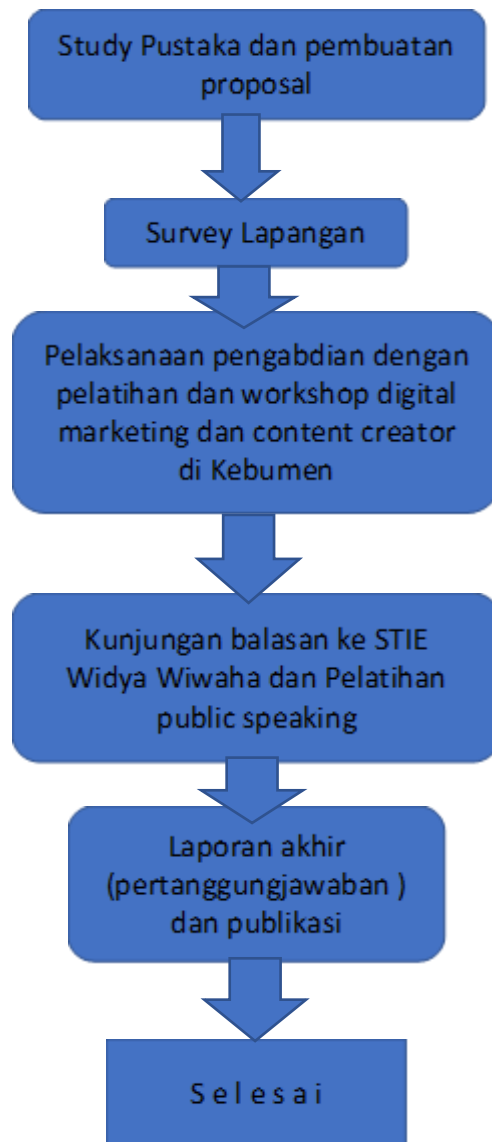 Study Pustaka dan pembuatan
proposal
Survey Lapangan
Pelaksanaan pengabdian dengan
pelatihan dan workshop digital
marketing dan content creator
di Kebumen
Kunjungan balasan ke STIE
Widya Wiwaha dan Pelatihan
public speaking
Laporan akhir
(pertanggungjawaban )
dan publikasi
S e l e s a i